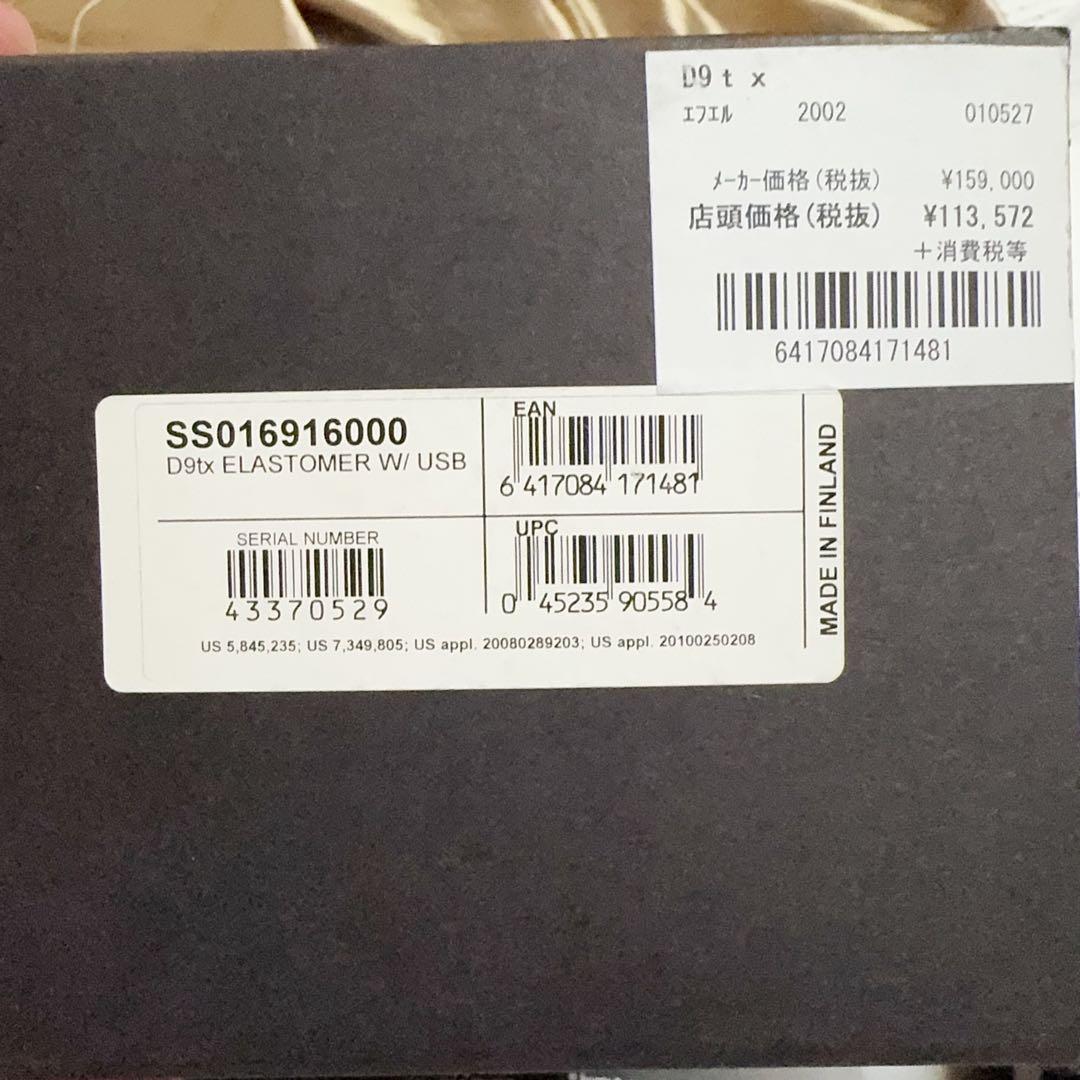 D9 t x
ｴﾌｴﾙ 2002 010527
ﾒｰｶｰ価格(税抜) ¥159,000
店頭価格(税抜) ¥113,572
+消費税等
6417084171481
SS016916000
D9tx ELASTOMER W/ USB
EAN
6 417084 171481
SERIAL NUMBER
43370529
UPC
0 45235 90558 4
US 5,845,235; US 7,349,805; US appl. 20080289203; US appl. 20100250208
MADE IN FINLAND